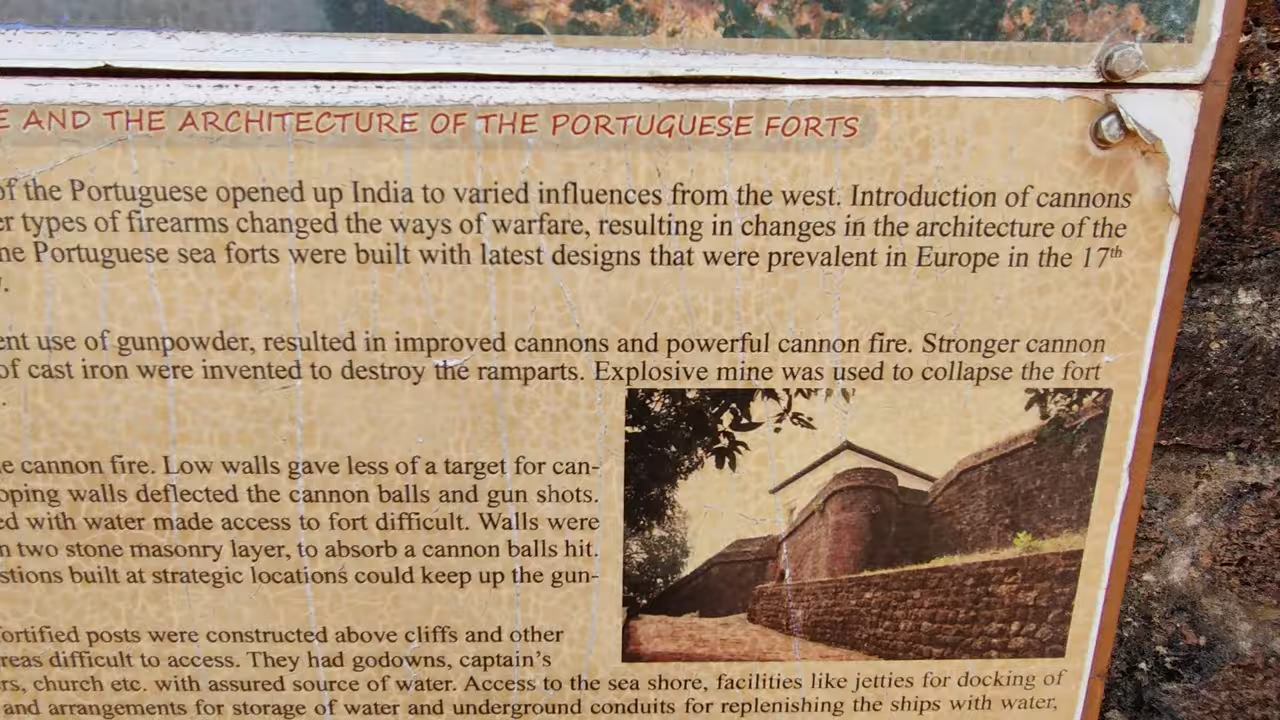 AND THE ARCHITECTURE OF THE PORTUGUESE FORTS
of the Portuguese opened up India to varied influences from the west. Introduction of cannons
types of firearms changed the ways of warfare, resulting in changes in the architecture of the
Portuguese sea forts were built with latest designs that were prevalent in Europe in the 17th
use of gunpowder, resulted in improved cannons and powerful cannon fire. Stronger cannon
of cast iron were invented to destroy the ramparts. Explosive mine was used to collapse the fort
cannon fire. Low walls gave less of a target for can-
walls deflected the cannon balls and gun shots.
with water made access to fort difficult. Walls were
two stone masonry layer, to absorb a cannon balls hit.
built at strategic locations could keep up the gun-
fortified posts were constructed above cliffs and other
difficult to access. They had godowns, captain's
church etc. with assured source of water. Access to the sea shore, facilities like jetties for docking of
and arrangements for storage of water and underground conduits for replenishing the ships with water,